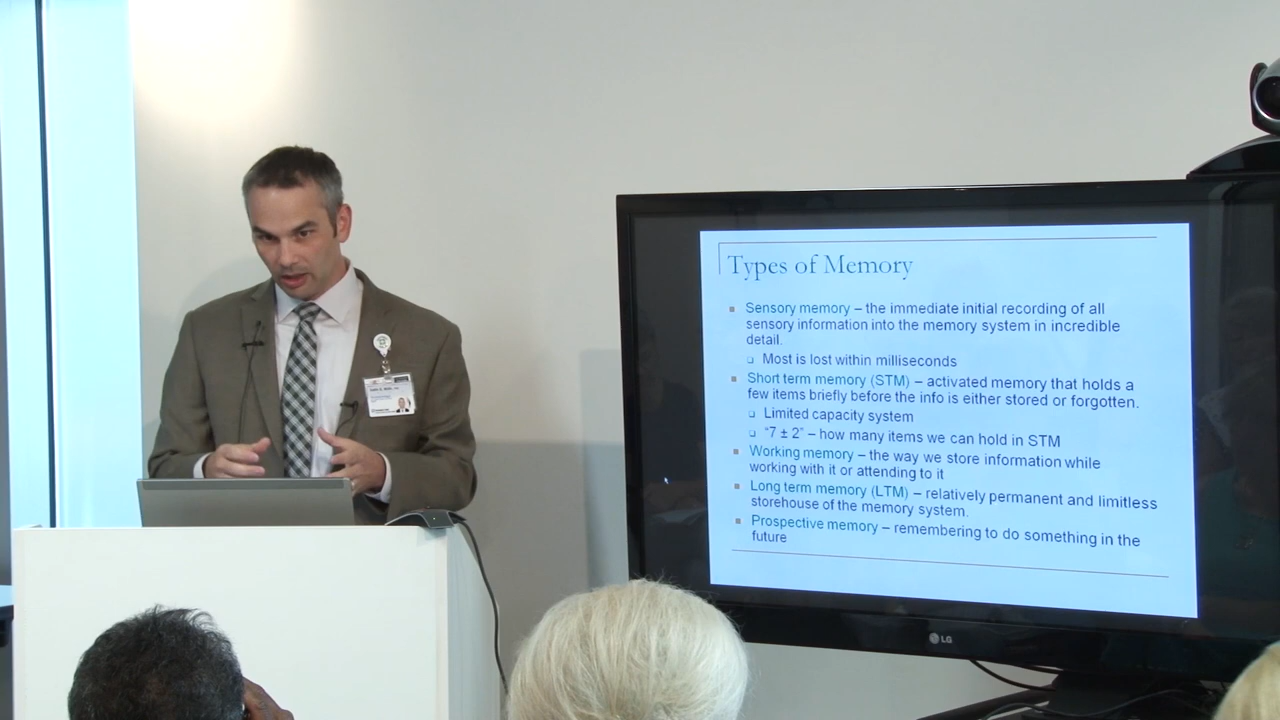 Types of Memory
Sensory memory – the immediate initial recording of all
sensory information into the memory system in incredible
detail.
Most is lost within milliseconds
Short term memory (STM) – activated memory that holds a
few items briefly before the info is either stored or forgotten.
Limited capacity system
"7 ± 2" – how many items we can hold in STM
Working memory – the way we store information while
working with it or attending to it
Long term memory (LTM) – relatively permanent and limitless
storehouse of the memory system.
Prospective memory – remembering to do something in the
future
LG